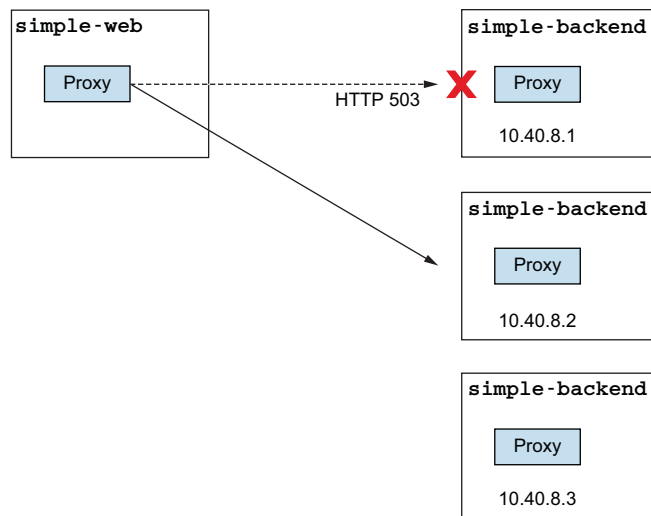 simple-web
Proxy
HTTP 503
simple-backend
Proxy
10.40.8.1
simple-backend
Proxy
10.40.8.2
simple-backend
Proxy
10.40.8.3